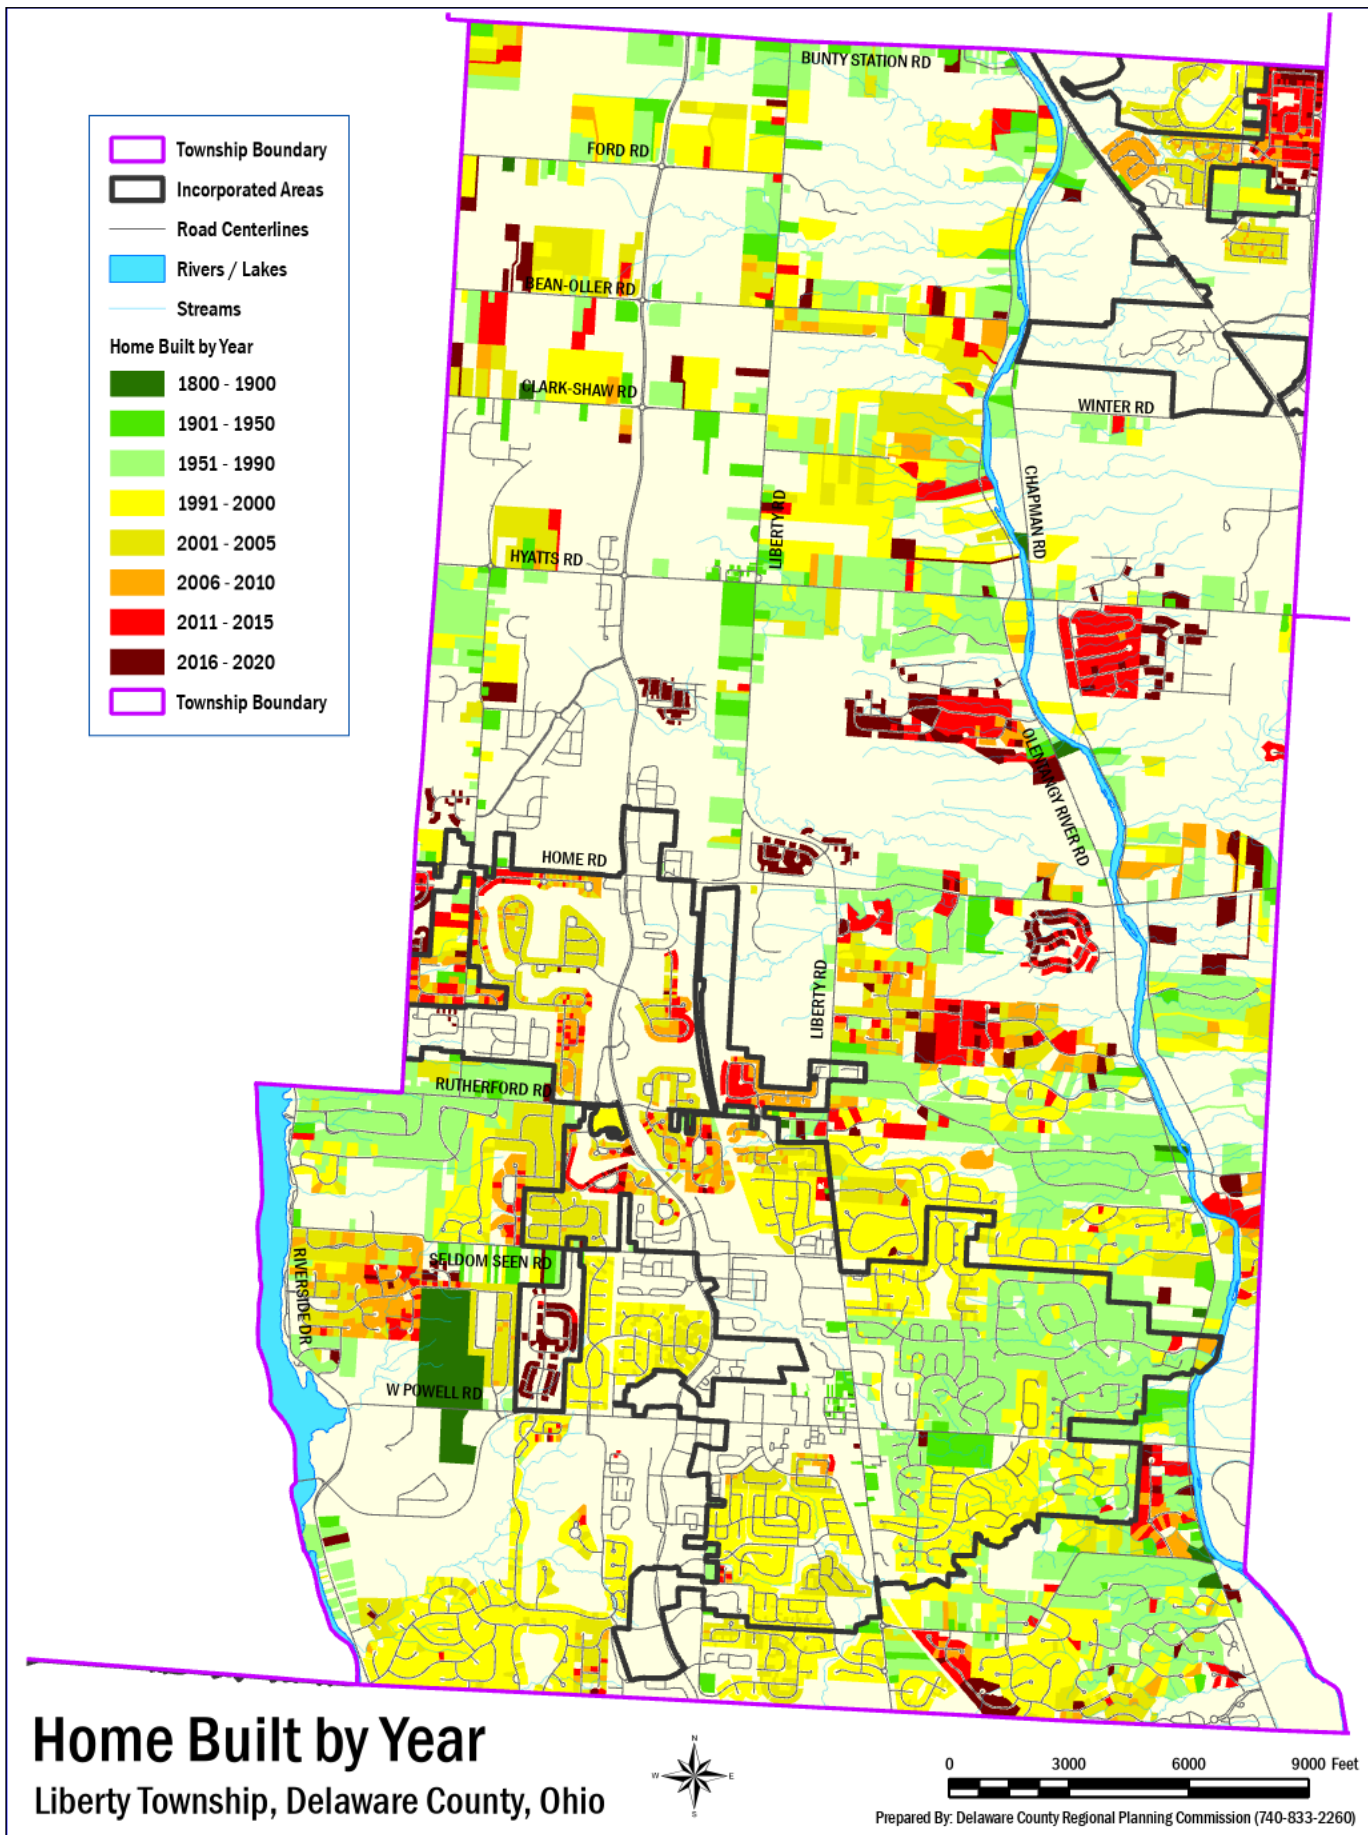 BUNTY STATION RD
Township Boundary
Incorporated Areas
Road Centerlines
Rivers / Lakes
Streams
Home Built by Year
1800 - 1900
1901 - 1950
1951 - 1990
1991 - 2000
2001 - 2005
2006 - 2010
2011 - 2015
2016 - 2020
Township Boundary
FORD RD
BEAN-OLLER RD
CLARK-SHAW RD
WINTER RD
CHAPMAN RD
LIBERTY RD
HYATTS RD
OLENTANGY RIVER RD
HOME RD
LIBERTY RD
RUTHERFORD RD
SELDOM SEEN RD
RIVERSIDE DR
W POWELL RD
Home Built by Year
Liberty Township, Delaware County, Ohio
N
W E
S
0 3000 6000 9000 Feet
Prepared By: Delaware County Regional Planning Commission (740-833-2260)